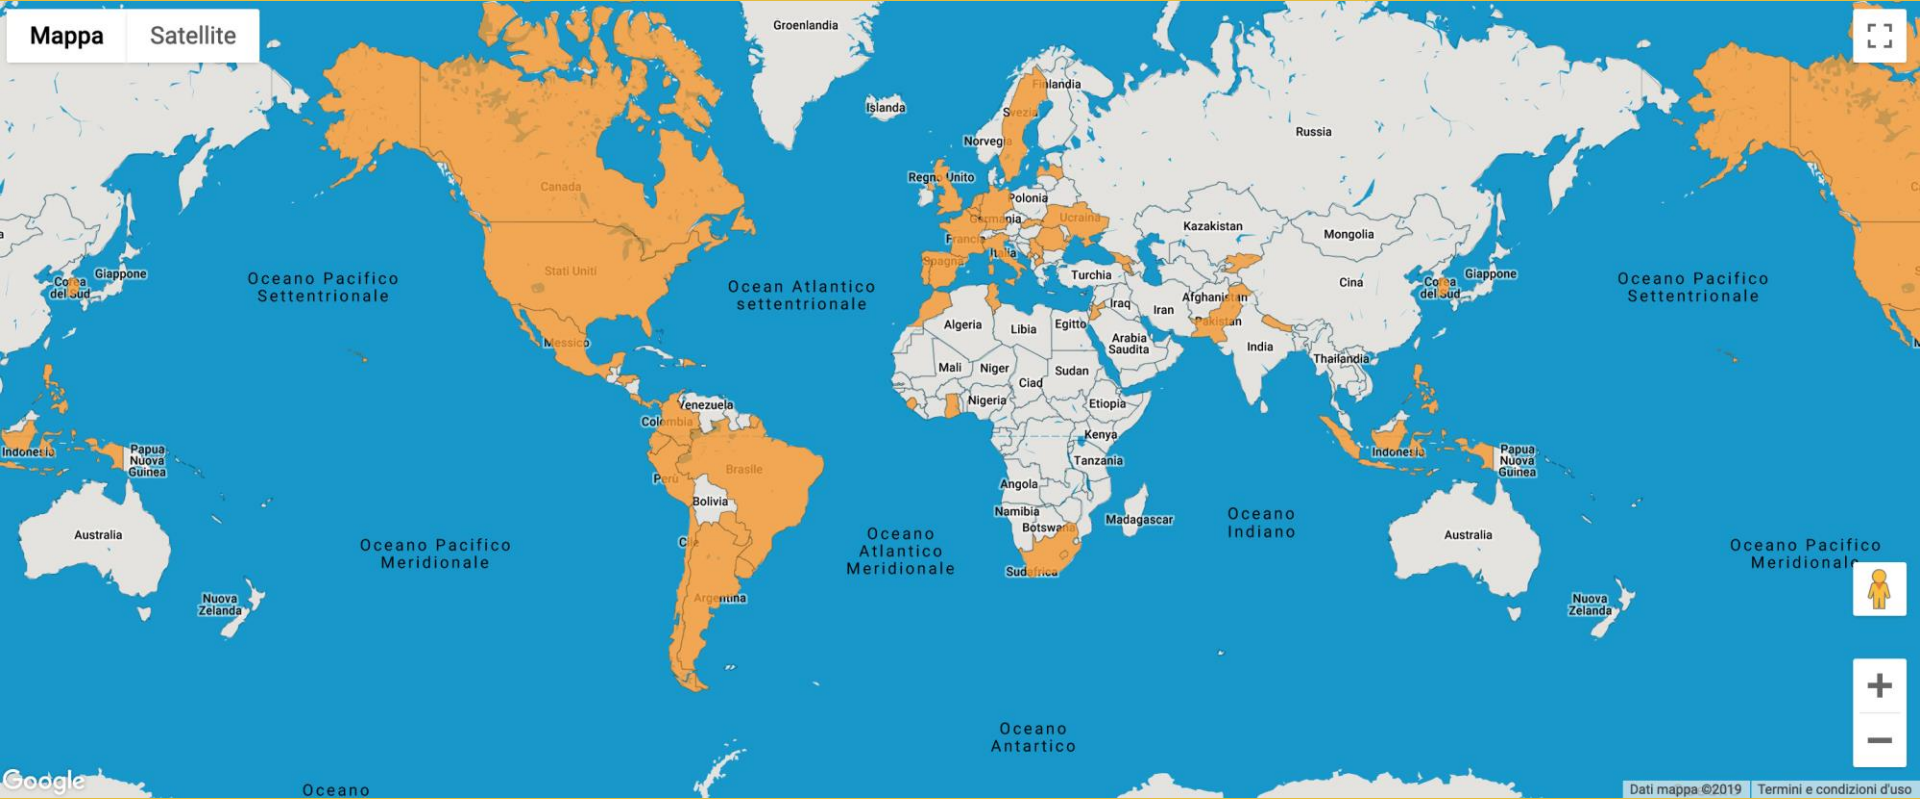 Mappa
Satellite
Groenlandia
Finlandia
Islanda
Svezia
Russia
Norvegia
Regno Unito
Canada
Polonia
Germania
Ucraina
Kazakistan
Mongolia
Francia
Italia
Spagna
Turchia
Cina
Corea
del Sud
Giappone
Oceano Pacifico
Settentrionale
Stati Uniti
Ocean Atlantico
settentrionale
Iraq
Iran
Afghanistan
Corea
del Sud
Giappone
Oceano Pacifico
Settentrionale
Messico
Algeria
Libia
Egitto
Arabia
Saudita
Pakistan
India
Thailandia
Mali
Niger
Ciad
Sudan
Venezuela
Colombia
Nigeria
Etiopia
Kenya
Indonesia
Papua
Nuova
Guinea
Perù
Brasile
Tanzania
Indonesia
Papua
Nuova
Guinea
Bolivia
Angola
Namibia
Botswana
Madagascar
Oceano
Indiano
Australia
Oceano Pacifico
Meridionale
Cile
Oceano
Atlantico
Meridionale
Sudafrica
Australia
Oceano Pacifico
Meridionale
Nuova
Zelanda
Argentina
Nuova
Zelanda
Oceano
Antartico
Google
Oceano
Dati mappa ©2019
Termini e condizioni d'uso